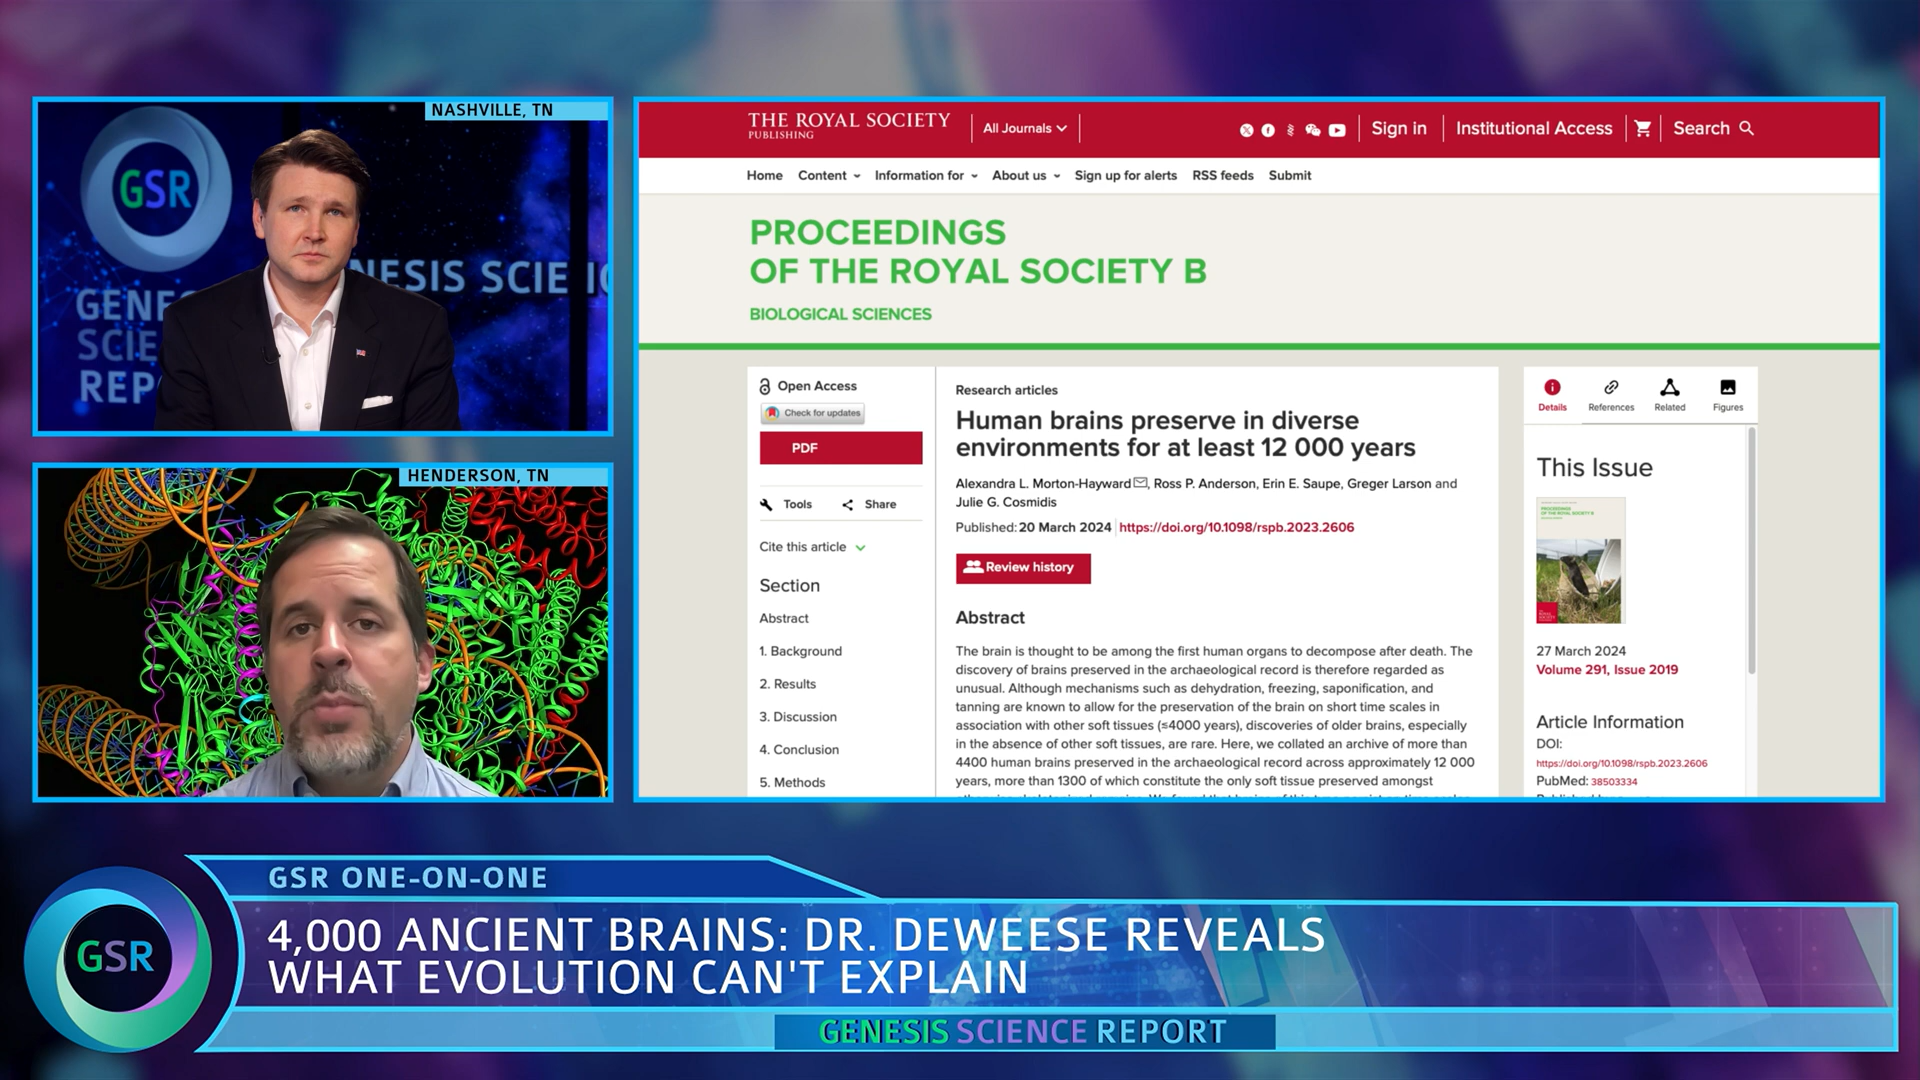 NASHVILLE, TN
GSR
GENESIS SCIENC
GENE
SCIE
REP
HENDERSON, TN
THE ROYAL SOCIETY
PUBLISHING
All Journals
Sign in
Institutional Access
Search
Home
Content
Information for
About us
Sign up for alerts
RSS feeds
Submit
PROCEEDINGS
OF THE ROYAL SOCIETY B
BIOLOGICAL SCIENCES
Open Access
Check for updates
PDF
Tools
Share
Cite this article
Section
Abstract
1. Background
2. Results
3. Discussion
4. Conclusion
5. Methods
Research articles
Human brains preserve in diverse
environments for at least 12 000 years
Alexandra L. Morton-Hayward, Ross P. Anderson, Erin E. Saupe, Greger Larson and
Julie G. Cosmidis
Published: 20 March 2024 https://doi.org/10.1098/rspb.2023.2606
Review history
Abstract
The brain is thought to be among the first human organs to decompose after death. The
discovery of brains preserved in the archaeological record is therefore regarded as
unusual. Although mechanisms such as dehydration, freezing, saponification, and
tanning are known to allow for the preservation of the brain on short time scales in
association with other soft tissues (≤4000 years), discoveries of older brains, especially
in the absence of other soft tissues, are rare. Here, we collated an archive of more than
4400 human brains preserved in the archaeological record across approximately 12 000
years, more than 1300 of which constitute the only soft tissue preserved amongst
Details
References
Related
Figures
This Issue
PROCEEDINGS
OF THE ROYAL SOCIETY B
27 March 2024
Volume 291, Issue 2019
Article Information
DOI:
https://doi.org/10.1098/rspb.2023.2606
PubMed: 38503334
GSR ONE-ON-ONE
GSR
4,000 ANCIENT BRAINS: DR. DEWEESE REVEALS
WHAT EVOLUTION CAN'T EXPLAIN
GENESIS SCIENCE REPORT